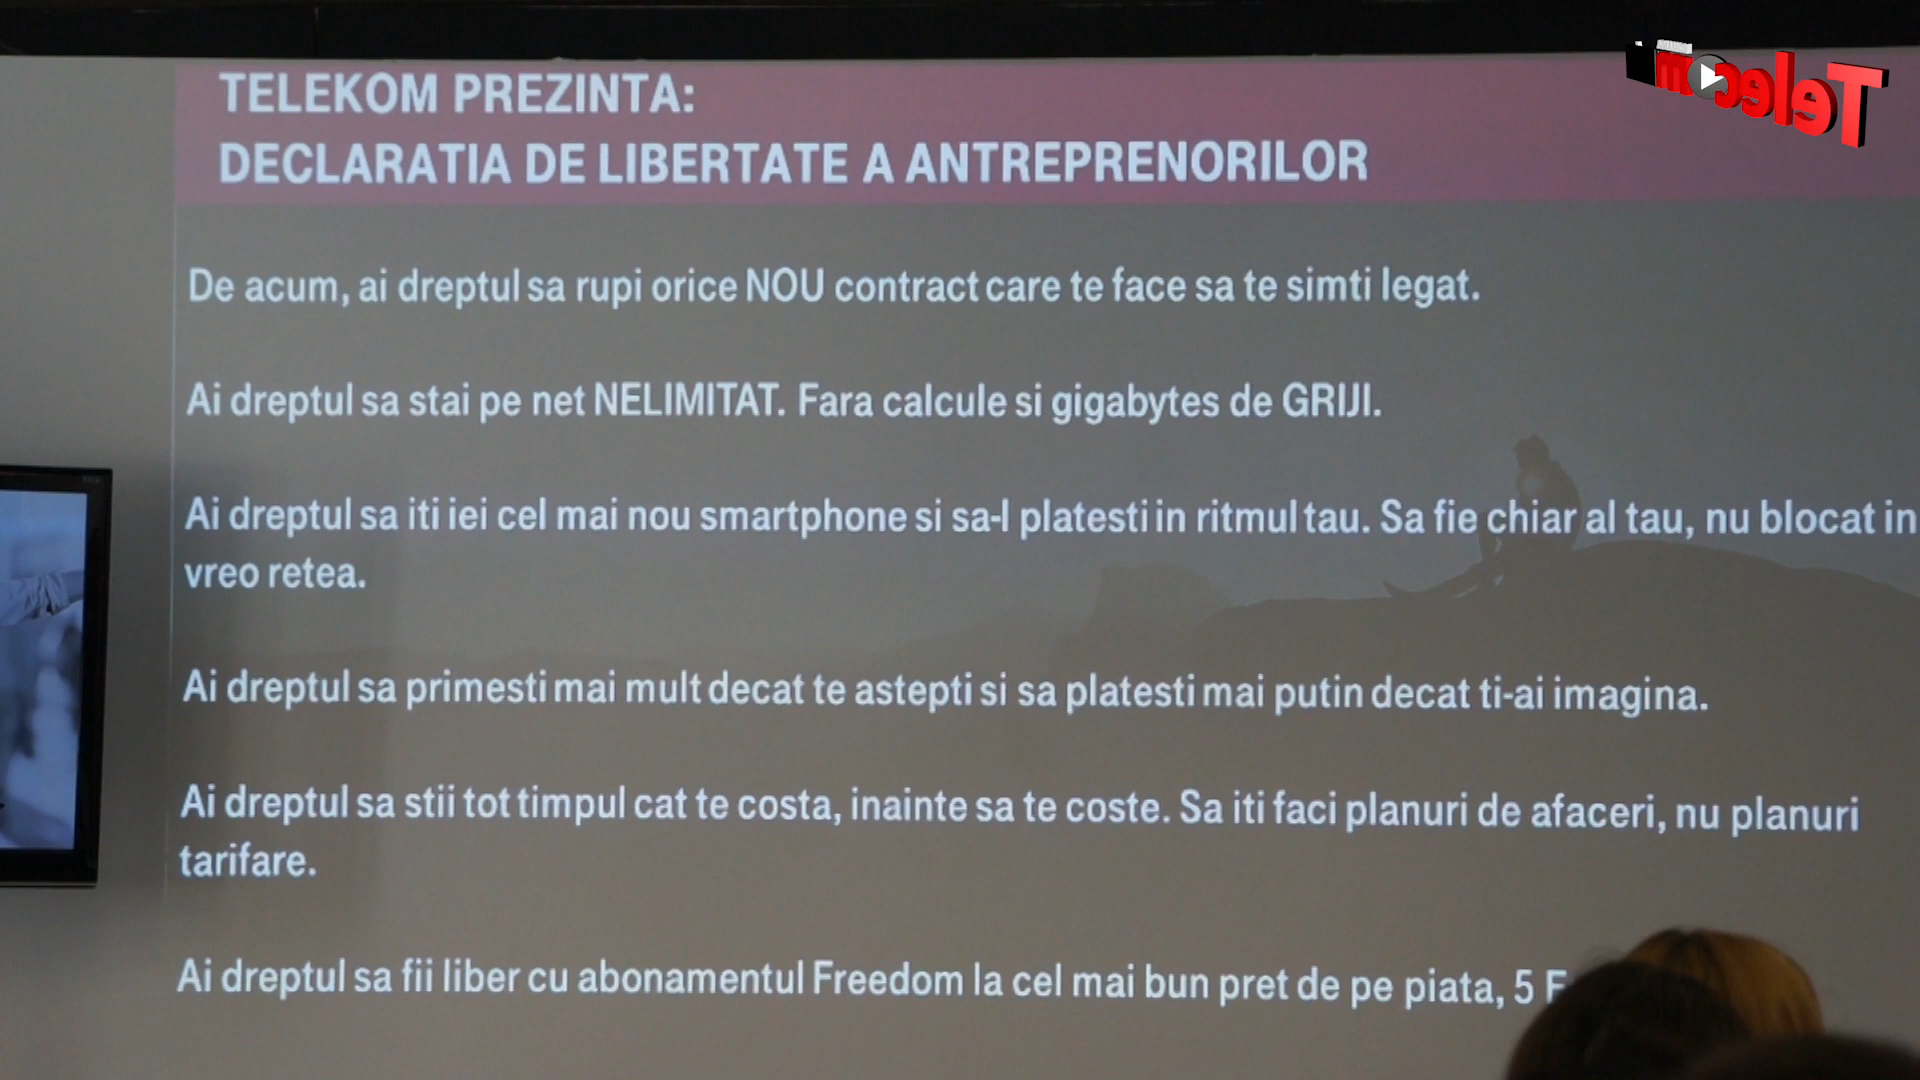 Telecom
TELEKOM PREZINTA:
DECLARATIA DE LIBERTATE A ANTREPRENORILOR
De acum, ai dreptul sa rupi orice NOU contract care te face sa te simti legat.
Ai dreptul sa stai pe net NELIMITAT. Fara calcule si gigabytes de GRIJI.
Ai dreptul sa iti iei cel mai nou smartphone si sa-l platesti in ritmul tau. Sa fie chiar al tau, nu blocat in
vreo retea.
Ai dreptul sa primesti mai mult decat te astepti si sa platesti mai putin decat ti-ai imagina.
Ai dreptul sa stii tot timpul cat te costa, inainte sa te coste. Sa iti faci planuri de afaceri, nu planuri
tarifare.
Ai dreptul sa fii liber cu abonamentul Freedom la cel mai bun pret de pe piata, 5